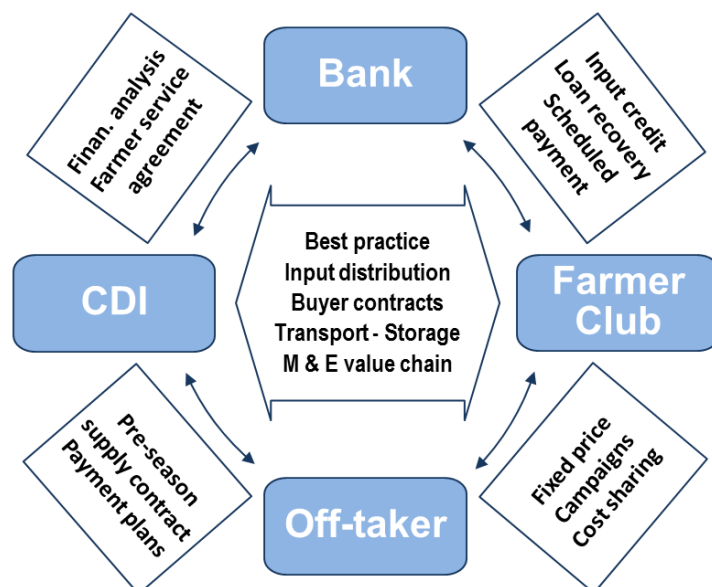 Bank
Finan. analysis
Farmer service
agreement
Input credit
Loan recovery
Scheduled
payment
CDI
Best practice
Input distribution
Buyer contracts
Transport - Storage
M & E value chain
Farmer
Club
Pre-season
supply contract
Payment plans
Off-taker
Fixed price
Campaigns
Cost sharing